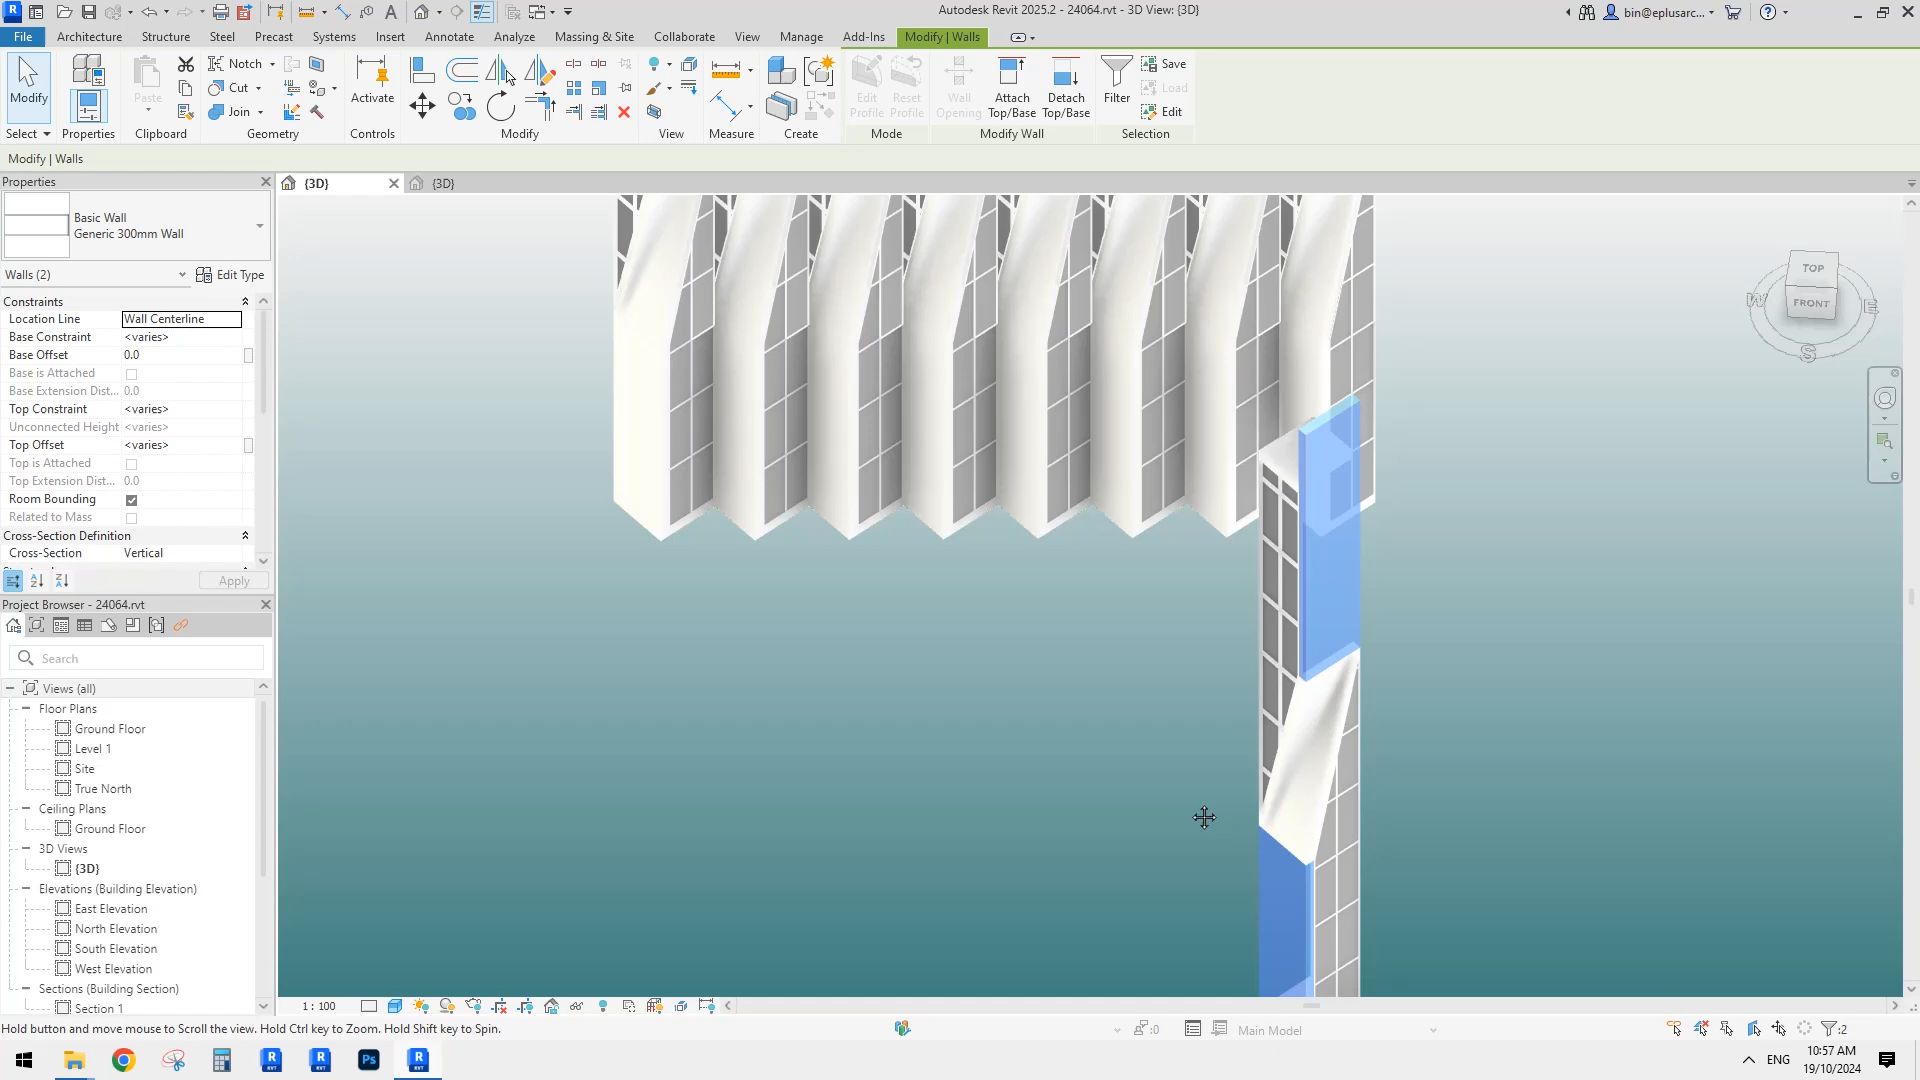 Autodesk Revit 2025.2 - 24064.rvt - 3D View: {3D}
bin@eplusarc...
File Architecture Structure Steel Precast Systems Insert Annotate Analyze Massing & Site Collaborate View Manage Add-Ins Modify | Walls
Modify
Select
Properties
Paste
Clipboard
Notch
Cut
Join
Geometry
Activate
Controls
Modify
View
Measure
Create
Edit Profile
Reset Profile
Mode
Wall Opening
Attach Top/Base
Detach Top/Base
Modify Wall
Filter
Save
Load
Edit
Selection
Modify | Walls
Properties
{3D}
{3D}
Basic Wall
Generic 300mm Wall
Walls (2)
Edit Type
Constraints
Location Line Wall Centerline
Base Constraint <varies>
Base Offset 0.0
Base is Attached
Base Extension Dist... 0.0
Top Constraint <varies>
Unconnected Height <varies>
Top Offset <varies>
Top is Attached
Top Extension Dist... 0.0
Room Bounding
Related to Mass
Cross-Section Definition
Cross-Section Vertical
Apply
Project Browser - 24064.rvt
Search
Views (all)
Floor Plans
Ground Floor
Level 1
Site
True North
Ceiling Plans
Ground Floor
3D Views
{3D}
Elevations (Building Elevation)
East Elevation
North Elevation
South Elevation
West Elevation
Sections (Building Section)
Section 1
TOP
FRONT
W
E
S
1 : 100
Hold button and move mouse to Scroll the view. Hold Ctrl key to Zoom. Hold Shift key to Spin.
:0
Main Model
:2
R RVT
R RVT
Ps
R RVT
ENG
10:57 AM
19/10/2024